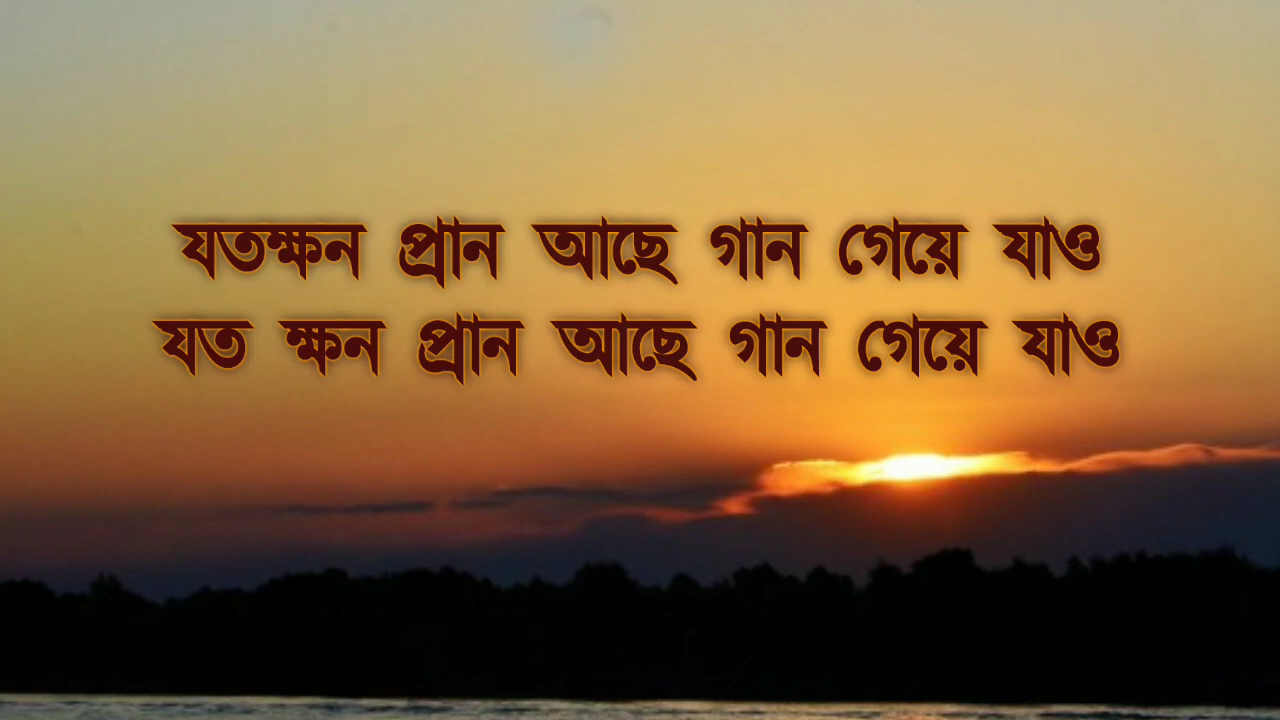 যতক্ষন প্রান আছে গান গেয়ে যাও
যত ক্ষন প্রান আছে গান গেয়ে যাও